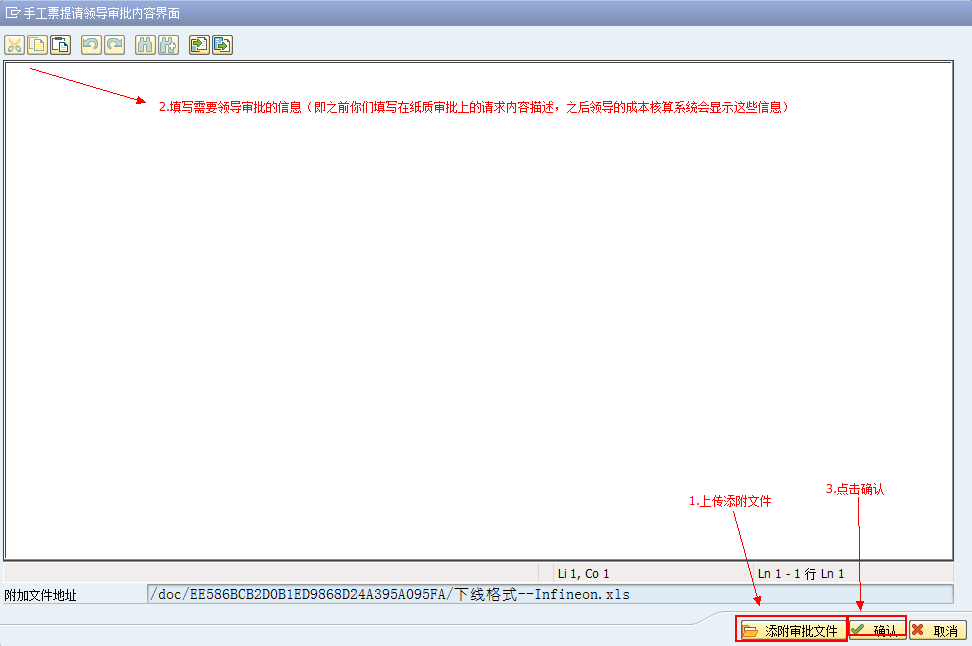 手工票提请领导审批内容界面
2.填写需要领导审批的信息（即之前你们填写在纸质审批上的请求内容描述，之后领导的成本核算系统会显示这些信息）
3.点击确认
1.上传添附文件
Li 1, Co 1
Ln 1 - 1 行 Ln 1
附加文件地址 /doc/EE586BCB2D0B1ED9868D24A395A095FA/下线格式--Infineon.xls
添附审批文件 确认 取消